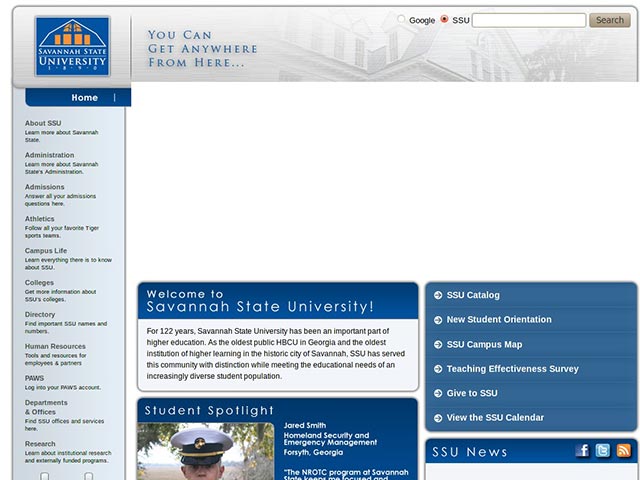 SAVANNAH STATE
UNIVERSITY
1 · 8 · 9 · 0
YOU CAN
GET ANYWHERE
FROM HERE...
Google SSU Search
Home |
About SSU
Learn more about Savannah
State.
Administration
Learn more about Savannah
State's Administration.
Admissions
Answer all your admissions
questions here.
Athletics
Follow all your favorite Tiger
sports teams.
Campus Life
Learn everything there is to know
about SSU.
Colleges
Get more information about
SSU's colleges.
Directory
Find important SSU names and
numbers.
Human Resources
Tools and resources for
employees & partners
PAWS
Log into your PAWS account.
Departments
& Offices
Find SSU offices and services
here.
Research
Learn about institutional research
and externally funded programs.
Welcome to
Savannah State University!
For 122 years, Savannah State University has been an important part of
higher education. As the oldest public HBCU in Georgia and the oldest
institution of higher learning in the historic city of Savannah, SSU has served
this community with distinction while meeting the educational needs of an
increasingly diverse student population.
Student Spotlight
Jared Smith
Homeland Security and
Emergency Management
Forsyth, Georgia
"The NROTC program at Savannah
State keeps me focused and
SSU Catalog
New Student Orientation
SSU Campus Map
Teaching Effectiveness Survey
Give to SSU
View the SSU Calendar
SSU News